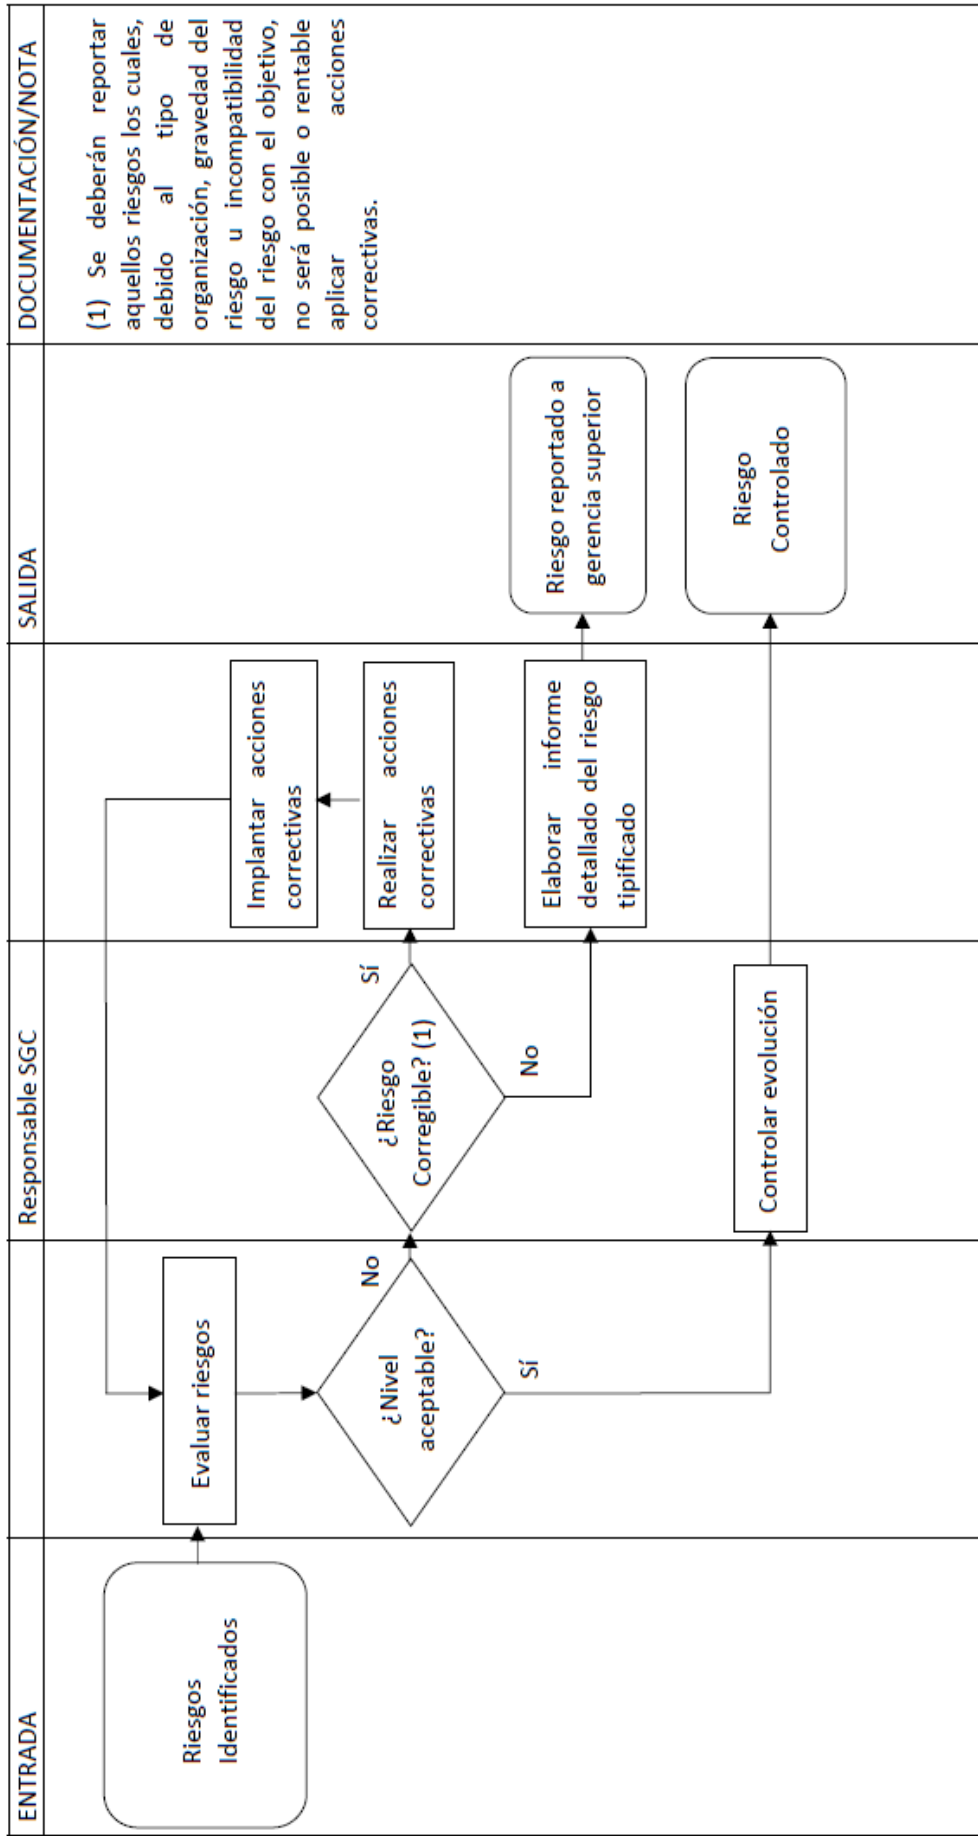 ENTRADA
Responsable SGC
SALIDA
DOCUMENTACIÓN/NOTA
Riesgos
Identificados
Evaluar riesgos
¿Nivel
aceptable?
No
Sí
¿Riesgo
Corregible? (1)
Sí
No
Controlar evolución
Implantar acciones
correctivas
Realizar acciones
correctivas
Elaborar informe
detallado del riesgo
tipificado
Riesgo reportado a
gerencia superior
Riesgo
Controlado
(1) Se deberán reportar
aquellos riesgos los cuales,
debido al tipo de
organización, gravedad del
riesgo u incompatibilidad
del riesgo con el objetivo,
no será posible o rentable
aplicar acciones
correctivas.